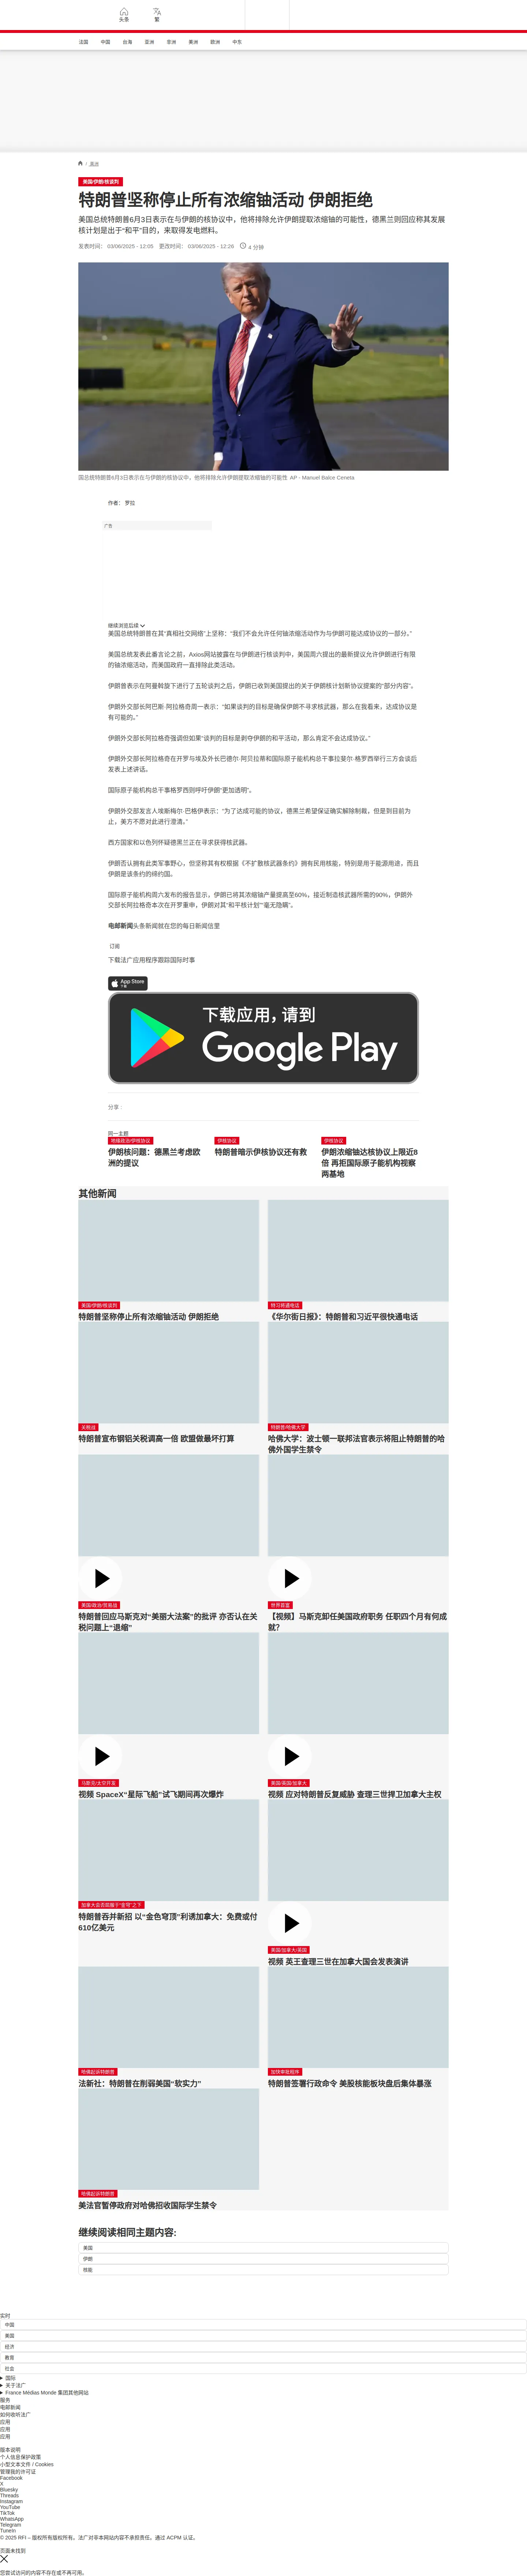 头条
繁
法国
中国
台海
亚洲
非洲
美洲
欧洲
中东
/ 美洲
美国/伊朗/核谈判
特朗普坚称停止所有浓缩铀活动 伊朗拒绝
美国总统特朗普6月3日表示在与伊朗的核协议中，他将排除允许伊朗提取浓缩铀的可能性，德黑兰则回应称其发展
核计划是出于“和平”目的，来取得发电燃料。
发表时间： 03/06/2025 - 12:05 更改时间： 03/06/2025 - 12:26 4 分钟
国总统特朗普6月3日表示在与伊朗的核协议中，他将排除允许伊朗提取浓缩铀的可能性 AP - Manuel Balce Ceneta
作者： 罗拉
广告
继续浏览后续
美国总统特朗普在其“真相社交网络”上坚称：“我们不会允许任何铀浓缩活动作为与伊朗可能达成协议的一部分。”
美国总统发表此番言论之前，Axios网站披露在与伊朗进行核谈判中，美国周六提出的最新提议允许伊朗进行有限
的铀浓缩活动，而美国政府一直排除此类活动。
伊朗曾表示在阿曼斡旋下进行了五轮谈判之后，伊朗已收到美国提出的关于伊朗核计划新协议提案的“部分内容”。
伊朗外交部长阿巴斯·阿拉格奇周一表示：“如果谈判的目标是确保伊朗不寻求核武器，那么在我看来，达成协议是
有可能的。”
伊朗外交部长阿拉格奇强调但如果“谈判的目标是剥夺伊朗的和平活动，那么肯定不会达成协议。”
伊朗外交部长阿拉格奇在开罗与埃及外长巴德尔·阿贝拉蒂和国际原子能机构总干事拉斐尔·格罗西举行三方会谈后
发表上述讲话。
国际原子能机构总干事格罗西则呼吁伊朗“更加透明”。
伊朗外交部发言人埃斯梅尔·巴格伊表示：“为了达成可能的协议，德黑兰希望保证确实解除制裁，但是到目前为
止，美方不愿对此进行澄清。”
西方国家和以色列怀疑德黑兰正在寻求获得核武器。
伊朗否认拥有此类军事野心，但坚称其有权根据《不扩散核武器条约》拥有民用核能，特别是用于能源用途，而且
伊朗是该条约的缔约国。
国际原子能机构周六发布的报告显示，伊朗已将其浓缩铀产量提高至60%，接近制造核武器所需的90%，伊朗外
交部长阿拉格奇本次在开罗重申，伊朗对其“和平核计划”“毫无隐瞒”。
电邮新闻头条新闻就在您的每日新闻信里
订阅
下载法广应用程序跟踪国际时事
App Store
下载应用，请到
Google Play
分享 :
同一主题
地缘政治/伊核协议
伊朗核问题：德黑兰考虑欧
洲的提议
伊核协议
特朗普暗示伊核协议还有救
伊核协议
伊朗浓缩铀达核协议上限近8
倍 再拒国际原子能机构视察
两基地
其他新闻
美国/伊朗/核谈判
特朗普坚称停止所有浓缩铀活动 伊朗拒绝
特习将通电话
《华尔街日报》：特朗普和习近平很快通电话
关税战
特朗普宣布钢铝关税调高一倍 欧盟做最坏打算
特朗普/哈佛大学
哈佛大学：波士顿一联邦法官表示将阻止特朗普的哈
佛外国学生禁令
美国/政治/贸易战
特朗普回应马斯克对“美丽大法案”的批评 亦否认在关
税问题上“退缩”
世界首富
【视频】马斯克卸任美国政府职务 任职四个月有何成
就？
马斯克/太空开发
视频 SpaceX“星际飞船”试飞期间再次爆炸
英国/美国/加拿大
视频 应对特朗普反复威胁 查理三世捍卫加拿大主权
特朗普吞并新招 以“金色穹顶”利诱加拿大：免费或付
610亿美元
美国/加拿大/英国
视频 英王查理三世在加拿大国会发表演讲
哈佛起诉特朗普
法新社：特朗普在削弱美国“软实力”
加快审批程序
特朗普签署行政命令 美股核能板块盘后集体暴涨
哈佛起诉特朗普
美法官暂停政府对哈佛招收国际学生禁令
继续阅读相同主题内容:
美国
伊朗
核能
实时
中国
美国
经济
教晋
社会
国际
关于法广
France Médias Monde 集团其他网站
服务
电邮新闻
如何收听法广
应用
应用
应用
版本说明
个人信息保护政策
小型文本文件 / Cookies
管理我的许可证
Facebook
X
Bluesky
Threads
Instagram
YouTube
TikTok
WhatsApp
Telegram
TuneIn
© 2025 RFI – 版权所有版权所有。法广对非本网站内容不承担责任。通过 ACPM 认证。
页面未找到
您尝试访问的内容不存在或不再可用。